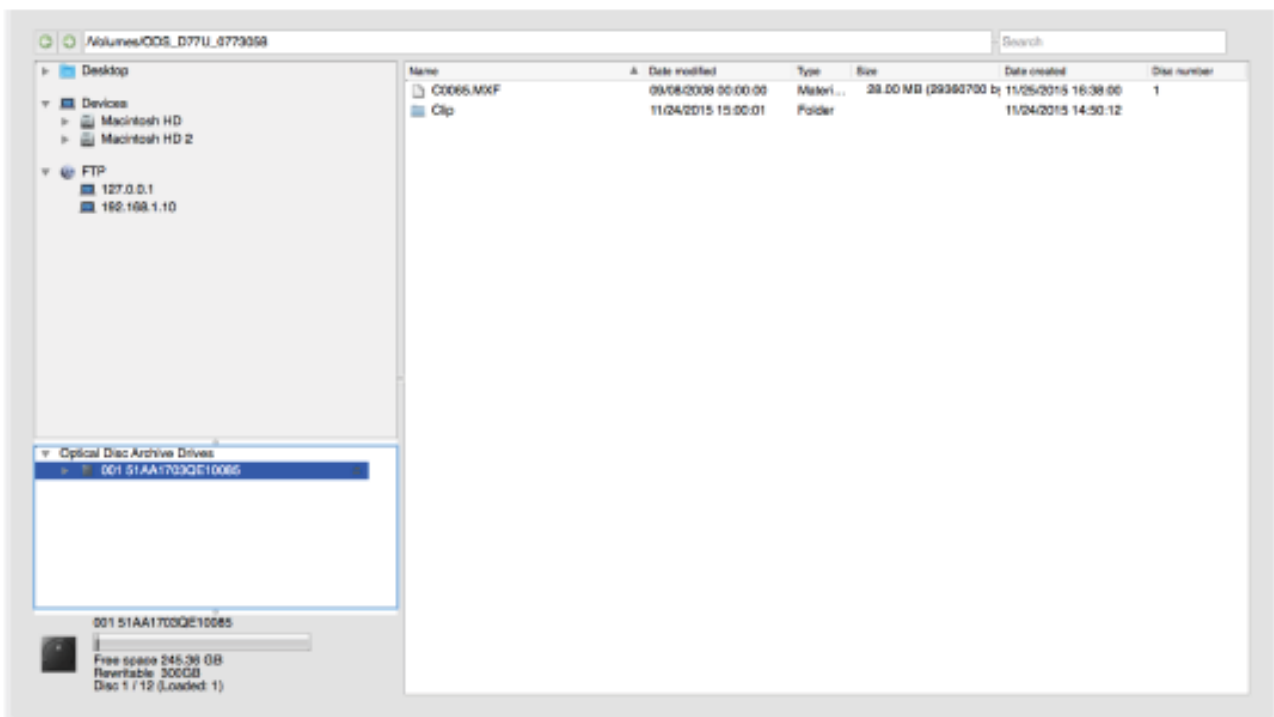 /Volumes/ODS_D77U_0773059
Search
Desktop
Devices
Macintosh HD
Macintosh HD 2
FTP
127.0.0.1
192.168.1.10
Name Date modified Type Size Date created Disc number
C0065.MXF 09/08/2008 00:00:00 Materi... 28.00 MB (29360700 by 11/25/2015 16:38:00 1
Clip 11/24/2015 15:00:01 Folder 11/24/2015 14:50:12
Optical Disc Archive Drives
001 51AA1703QE10085
001 51AA1703QE10085
Free space 245.36 GB
Rewritable 300GB
Disc 1 / 12 (Loaded: 1)